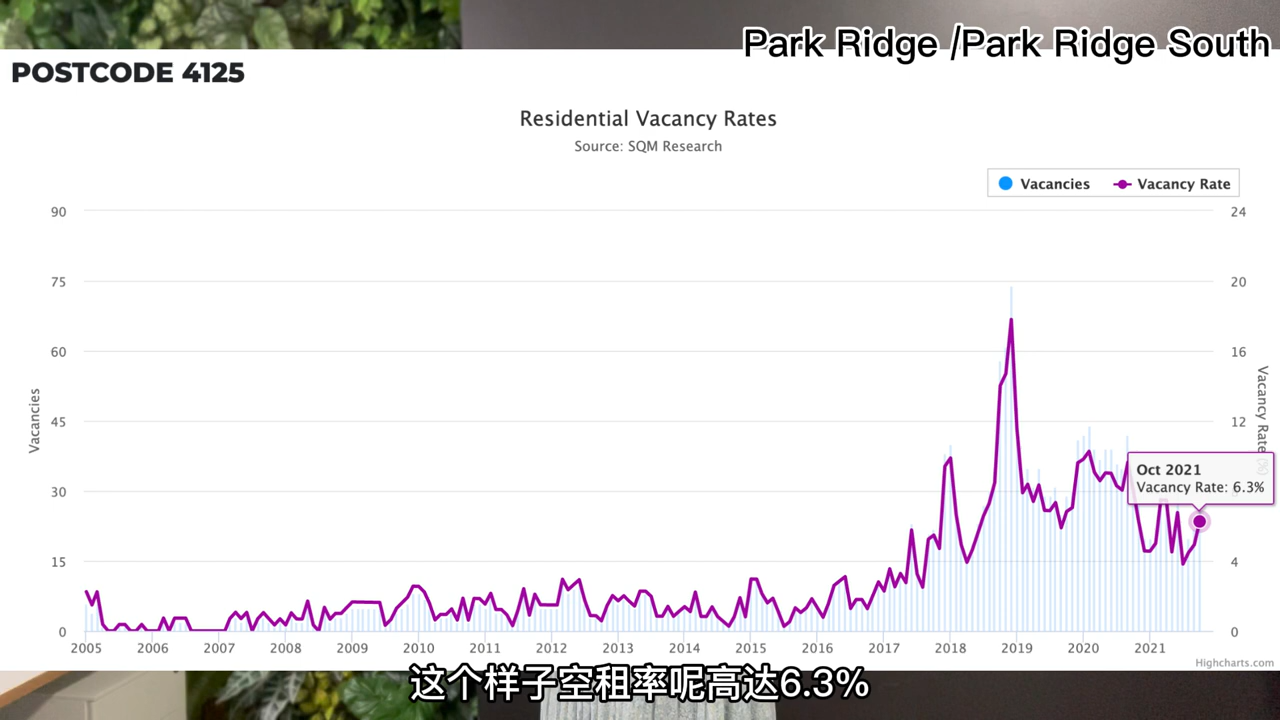 Park Ridge /Park Ridge South
POSTCODE 4125
Residential Vacancy Rates
Source: SQM Research
Vacancies
Vacancy Rate
90
75
60
45
30
15
0
24
20
16
12
4
0
Vacancies
Vacancy Rate
Oct 2021
Vacancy Rate: 6.3%
2005 2006 2007 2008 2009 2010 2011 2012 2013 2014 2015 2016 2017 2018 2019 2020 2021
Highcharts.com
这个样子空租率呢高达6.3%